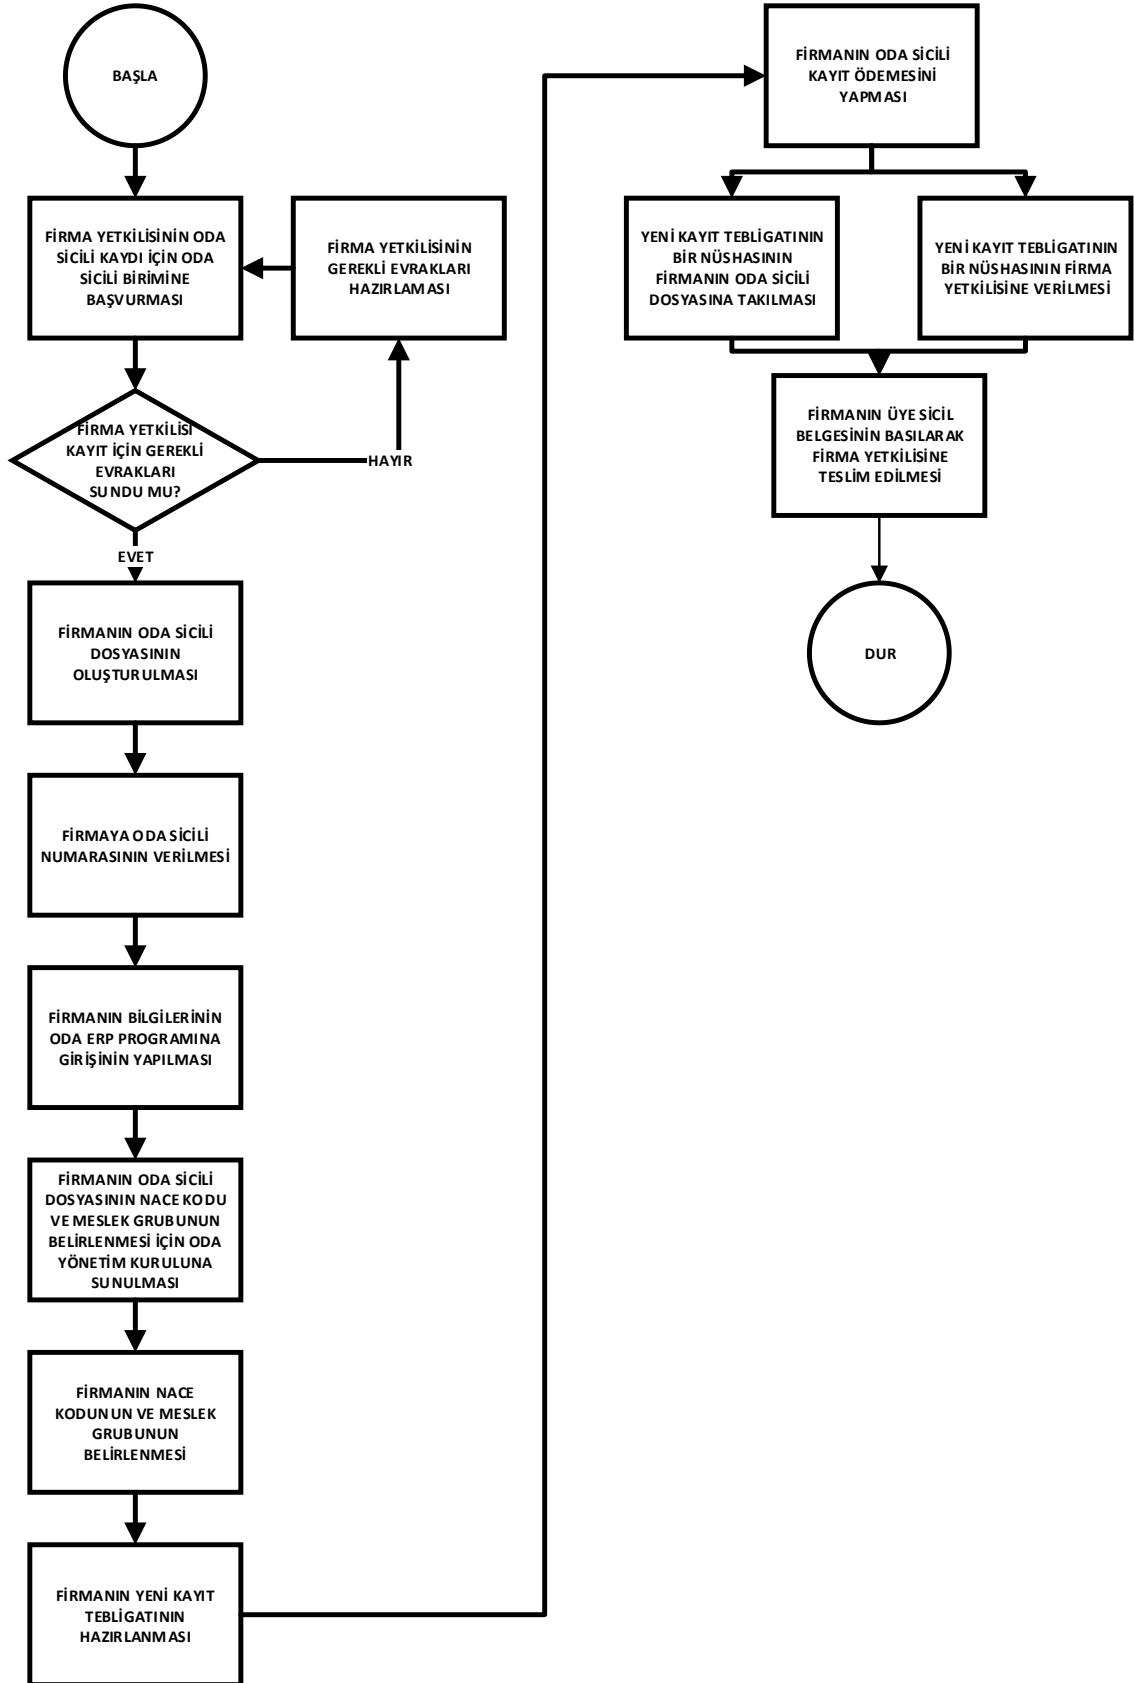 BAŞLA
FİRMA YETKİLİSİNİN ODA
SİCİLİ KAYDI İÇİN ODA
SİCİLİ BİRİMİNE
BAŞVURMASI
FİRMA YETKİLİSİNİN
GEREKLİ EVRAKLARI
HAZIRLAMASI
FİRMA YETKİLİSİ
KAYIT İÇİN GEREKLİ
EVRAKLARI
SUNDU MU?
HAYIR
EVET
FİRMANIN ODA SİCİLİ
DOSYASININ
OLUŞTURULMASI
FİRMAYA ODA SİCİLİ
NUMARASININ VERİLMESİ
FİRMANIN BİLGİLERİNİN
ODA ERP PROGRAMINA
GİRİŞİNİN YAPILMASI
FİRMANIN ODA SİCİLİ
DOSYASININ NACE KODU
VE MESLEK GRUBUNUN
BELİRLENMESİ İÇİN ODA
YÖNETİM KURULUNA
SUNULMASI
FİRMANIN NACE
KODUNUN VE MESLEK
GRUBUNUN
BELİRLENMESİ
FİRMANIN YENİ KAYIT
TEBLİGATININ
HAZIRLANMASI
FİRMANIN ODA SİCİLİ
KAYIT ÖDEMESİNİ
YAPMASI
YENİ KAYIT TEBLİGATININ
BİR NÜSHASININ
FİRMANIN ODA SİCİLİ
DOSYASINA TAKILMASI
YENİ KAYIT TEBLİGATININ
BİR NÜSHASININ FİRMA
YETKİLİSİNE VERİLMESİ
FİRMANIN ÜYE SİCİL
BELGESİNİN BASILARAK
FİRMA YETKİLİSİNE
TESLİM EDİLMESİ
DUR